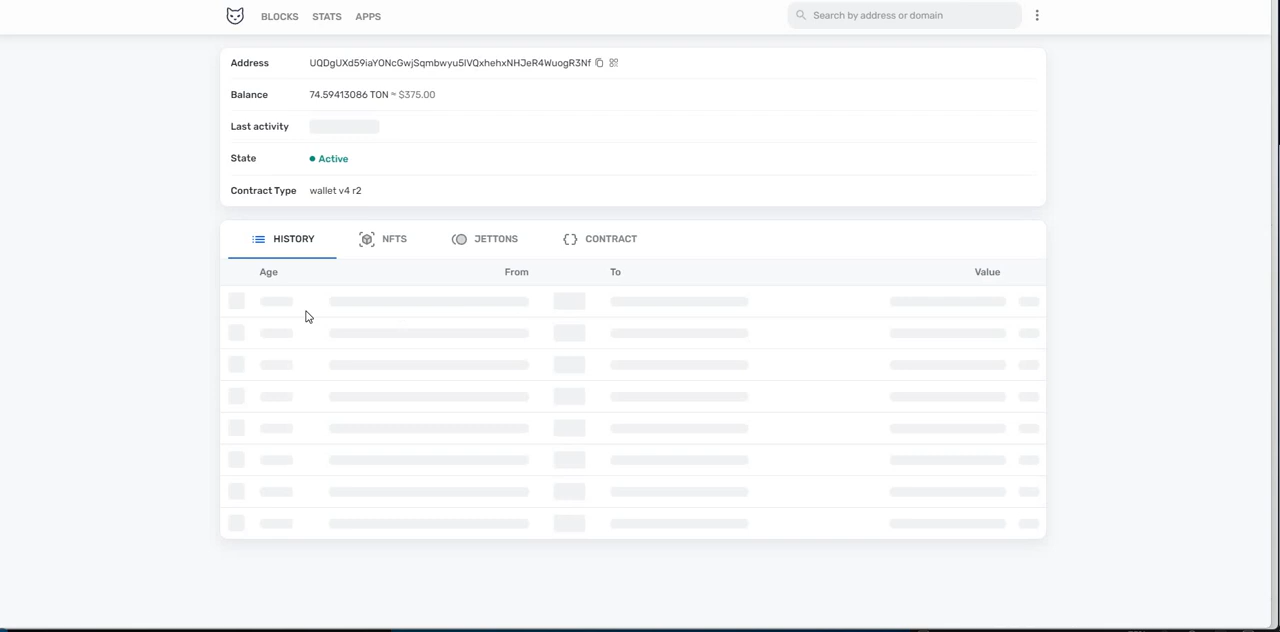 BLOCKS STATS APPS
Search by address or domain
Address UQDgUXd59iaYONcGwjSqmbwyu5IVQxhehxNHJeR4WuogR3Nf
Balance 74.59413086 TON ≈ $375.00
Last activity
State Active
Contract Type wallet v4 r2
HISTORY NFTS JETTONS CONTRACT
Age From To Value